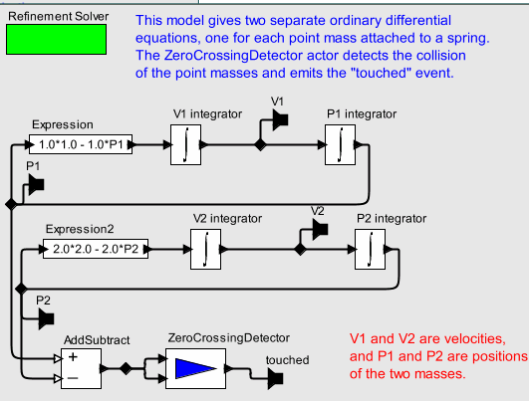 Refinement Solver
This model gives two separate ordinary differential
equations, one for each point mass attached to a spring.
The ZeroCrossingDetector actor detects the collision
of the point masses and emits the "touched" event.
V1 integrator
V1
P1 integrator
Expression
1.0*1.0 - 1.0*P1
P1
V2 integrator
V2
P2 integrator
Expression2
2.0*2.0 - 2.0*P2
P2
AddSubtract
ZeroCrossingDetector
touched
+
−
V1 and V2 are velocities,
and P1 and P2 are positions
of the two masses.